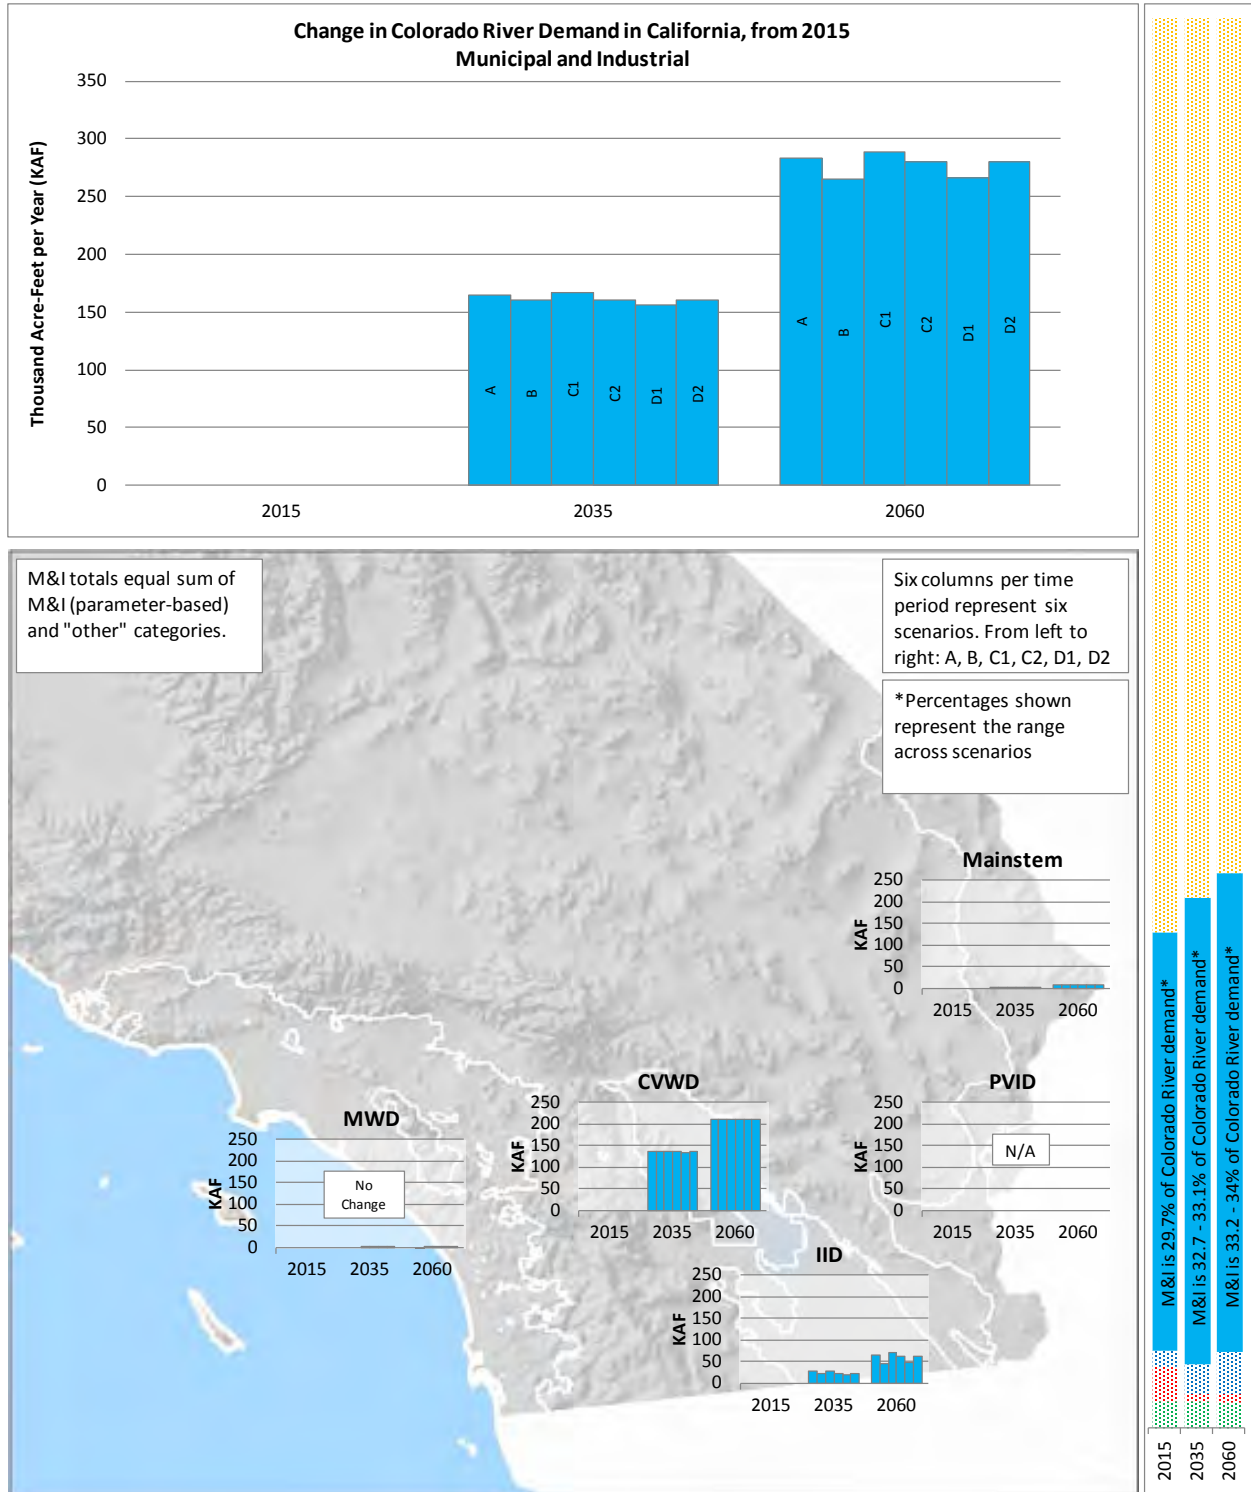 Change in Colorado River Demand in California, from 2015
Municipal and Industrial
Thousand Acre-Feet per Year (KAF)
350
300
250
200
150
100
50
0
A
B
C1
C2
D1
D2
A
B
C1
C2
D1
D2
2015
2035
2060
M&I totals equal sum of
M&I (parameter-based)
and "other" categories.
Six columns per time
period represent six
scenarios. From left to
right: A, B, C1, C2, D1, D2
*Percentages shown
represent the range
across scenarios
Mainstem
KAF
250
200
150
100
50
0
2015
2035
2060
CVWD
KAF
250
200
150
100
50
0
2015
2035
2060
PVID
KAF
250
200
150
100
50
0
N/A
2015
2035
2060
MWD
KAF
250
200
150
100
50
0
No
Change
2015
2035
2060
IID
KAF
250
200
150
100
50
0
2015
2035
2060
M&I is 29.7% of Colorado River demand*
M&I is 32.7 - 33.1% of Colorado River demand*
M&I is 33.2 - 34% of Colorado River demand*
2015
2035
2060